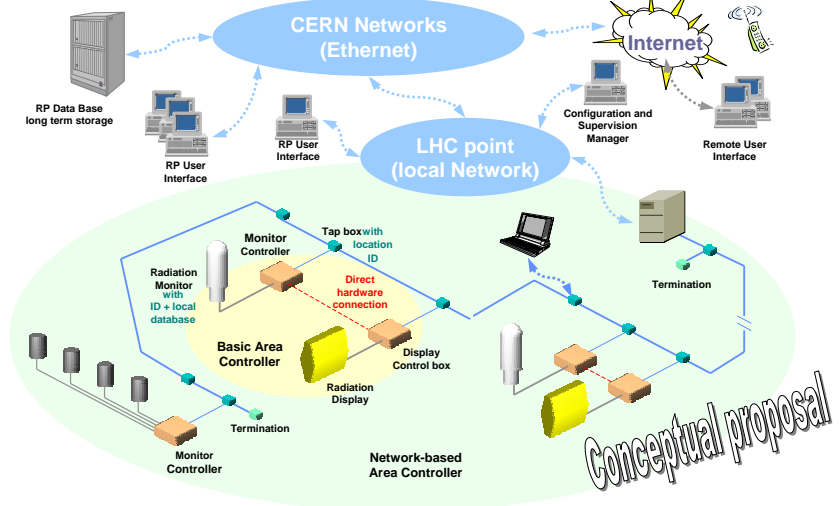 CERN Networks
(Ethernet)
Internet
RP Data Base
long term storage
RP User
Interface
RP User
Interface
Configuration and
Supervision
Manager
Remote User
Interface
LHC point
(local Network)
Monitor
Controller
Tap box with
location
ID
Radiation
Monitor
with
ID + local
database
Direct
hardware
connection
Termination
Basic Area
Controller
Display
Control box
Radiation
Display
Termination
Monitor
Controller
Network-based
Area Controller
Conceptual proposal